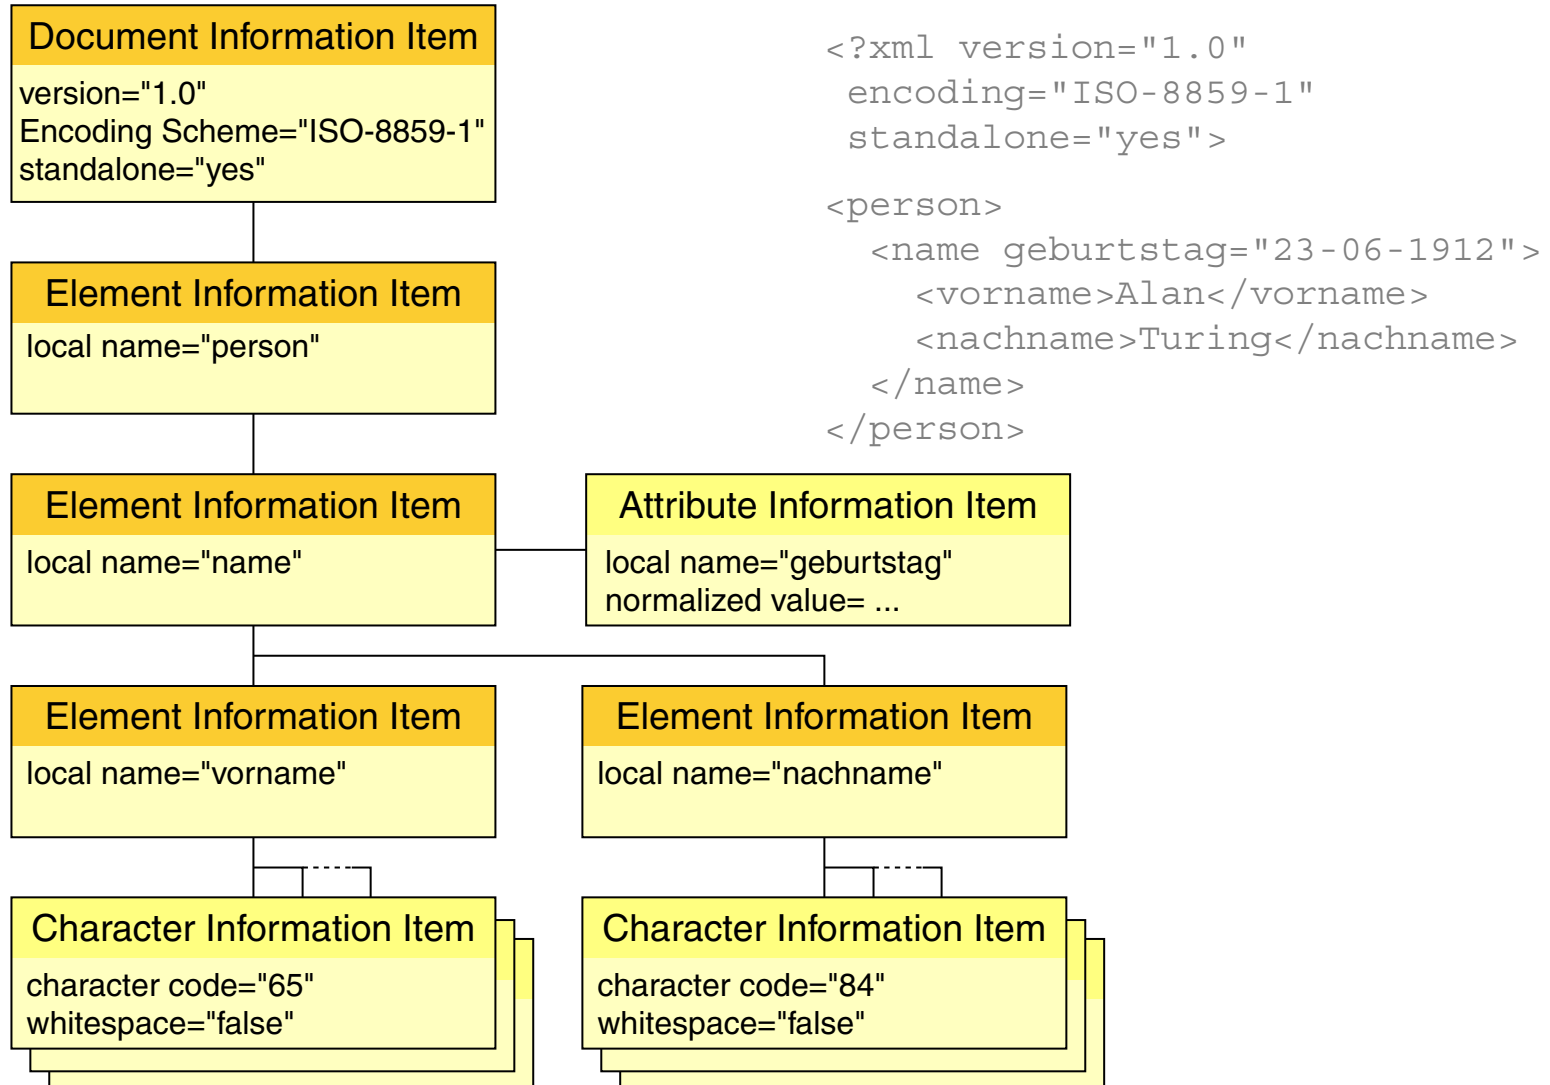 Document Information Item
version="1.0"
Encoding Scheme="ISO-8859-1"
standalone="yes"
<?xml version="1.0"
encoding="ISO-8859-1"
standalone="yes">
<person>
<name geburtstag="23-06-1912">
<vorname>Alan</vorname>
<nachname>Turing</nachname>
</name>
</person>
Element Information Item
local name="person"
Element Information Item
local name="name"
Attribute Information Item
local name="geburtstag"
normalized value= ...
Element Information Item
local name="vorname"
Element Information Item
local name="nachname"
Character Information Item
character code="65"
whitespace="false"
Character Information Item
character code="84"
whitespace="false"